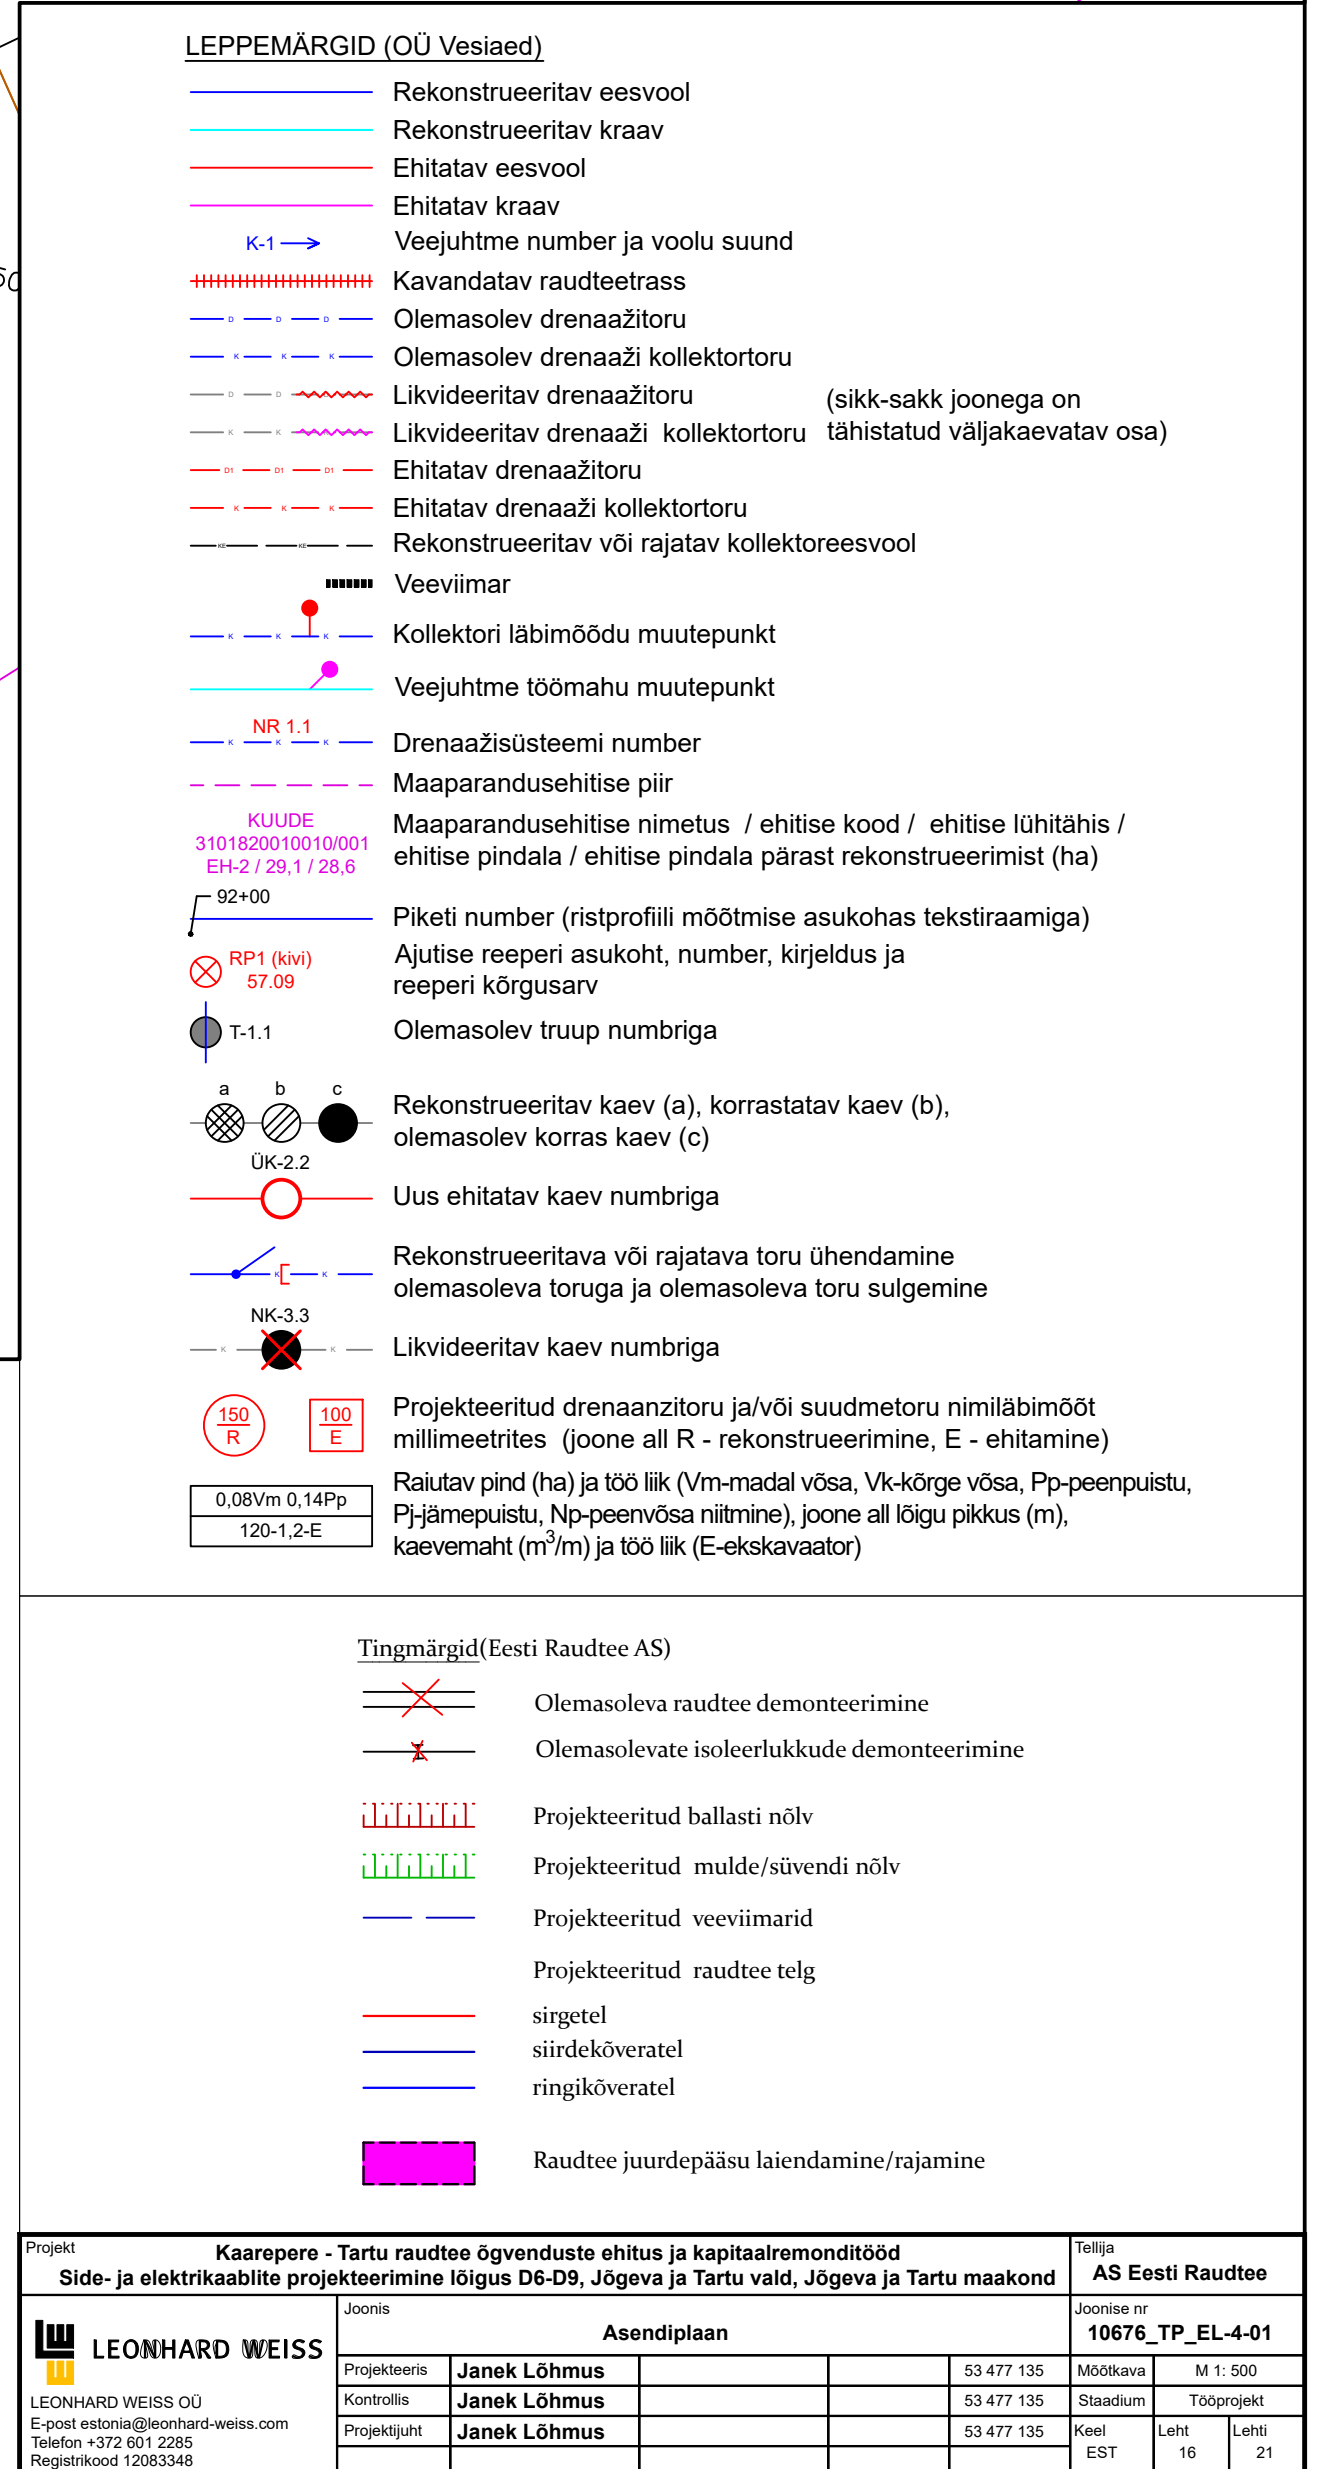 LEPPEMÄRGID (OÜ Vesiaed)
Rekonstrueeritav eesvool
Rekonstrueeritav kraav
Ehitatav eesvool
Ehitatav kraav
K-1 Veejuhtme number ja voolu suund
Kavandatav raudteetrass
D D D Olemasolev drenaažitoru
K K K Olemasolev drenaaži kollektortoru
D D Likvideeritav drenaažitoru (sikk-sakk joonega on
K K Likvideeritav drenaaži kollektortoru tähistatud väljakaevatav osa)
D1 D1 D1 Ehitatav drenaažitoru
K K K Ehitatav drenaaži kollektortoru
KE KE Rekonstrueeritav või rajatav kollektoreesvool
Veeviimar
K K K Kollektori läbimõõdu muutepunkt
Veejuhtme töömahu muutepunkt
NR 1.1
K K K Drenaažisüsteemi number
Maaparandusehitise piir
KUUDE
3101820010010/001
EH-2 / 29,1 / 28,6
Maaparandusehitise nimetus / ehitise kood / ehitise lühitähis /
ehitise pindala / ehitise pindala pärast rekonstrueerimist (ha)
92+00
Piketi number (ristprofiili mõõtmise asukohas tekstiraamiga)
RP1 (kivi)
57.09
Ajutise reeperi asukoht, number, kirjeldus ja
reeperi kõrgusarv
T-1.1 Olemasolev truup numbriga
a b c
Rekonstrueeritav kaev (a), korrastatav kaev (b),
olemasolev korras kaev (c)
ÜK-2.2
Uus ehitatav kaev numbriga
K K
Rekonstrueeritava või rajatava toru ühendamine
olemasoleva toruga ja olemasoleva toru sulgemine
NK-3.3
K K Likvideeritav kaev numbriga
150
R
100
E
Projekteeritud drenaanzitoru ja/või suudmetoru nimiläbimõõt
millimeetrites (joone all R - rekonstrueerimine, E - ehitamine)
0,08Vm 0,14Pp
120-1,2-E
Raiutav pind (ha) ja töö liik (Vm-madal võsa, Vk-kõrge võsa, Pp-peenpuistu,
Pj-jämepuistu, Np-peenvõsa niitmine), joone all lõigu pikkus (m),
kaevemaht (m³/m) ja töö liik (E-ekskavaator)
Tingmärgid(Eesti Raudtee AS)
Olemasoleva raudtee demonteerimine
Olemasolevate isoleerlukkude demonteerimine
Projekteeritud ballasti nõlv
Projekteeritud mulde/süvendi nõlv
Projekteeritud veeviimarid
Projekteeritud raudtee telg
sirgetel
siirdekõveratel
ringikõveratel
Raudtee juurdepääsu laiendamine/rajamine
Projekt
Kaarepere - Tartu raudtee õgvenduste ehitus ja kapitaalremonditööd
Side- ja elektrikaablite projekteerimine lõigus D6-D9, Jõgeva ja Tartu vald, Jõgeva ja Tartu maakond
Tellija
AS Eesti Raudtee
LEONHARD WEISS
LEONHARD WEISS OÜ
E-post estonia@leonhard-weiss.com
Telefon +372 601 2285
Registrikood 12083348
Joonis
Asendiplaan
Joonise nr
10676_TP_EL-4-01
Projekteeris Janek Lõhmus 53 477 135
Kontrollis Janek Lõhmus 53 477 135
Projektijuht Janek Lõhmus 53 477 135
Mõõtkava M 1: 500
Staadium Tööprojekt
Keel Leht Lehti
EST 16 21